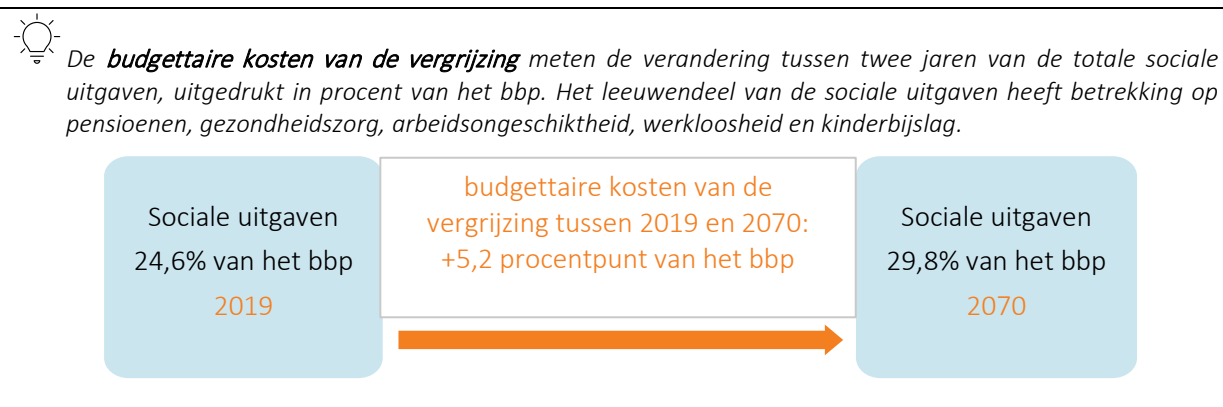 De budgettaire kosten van de vergrijzing meten de verandering tussen twee jaren van de totale sociale
uitgaven, uitgedrukt in procent van het bbp. Het leeuwendeel van de sociale uitgaven heeft betrekking op
pensioenen, gezondheidszorg, arbeidsongeschiktheid, werkloosheid en kinderbijslag.
Sociale uitgaven
24,6% van het bbp
2019
budgettaire kosten van de
vergrijzing tussen 2019 en 2070:
+5,2 procentpunt van het bbp
Sociale uitgaven
29,8% van het bbp
2070